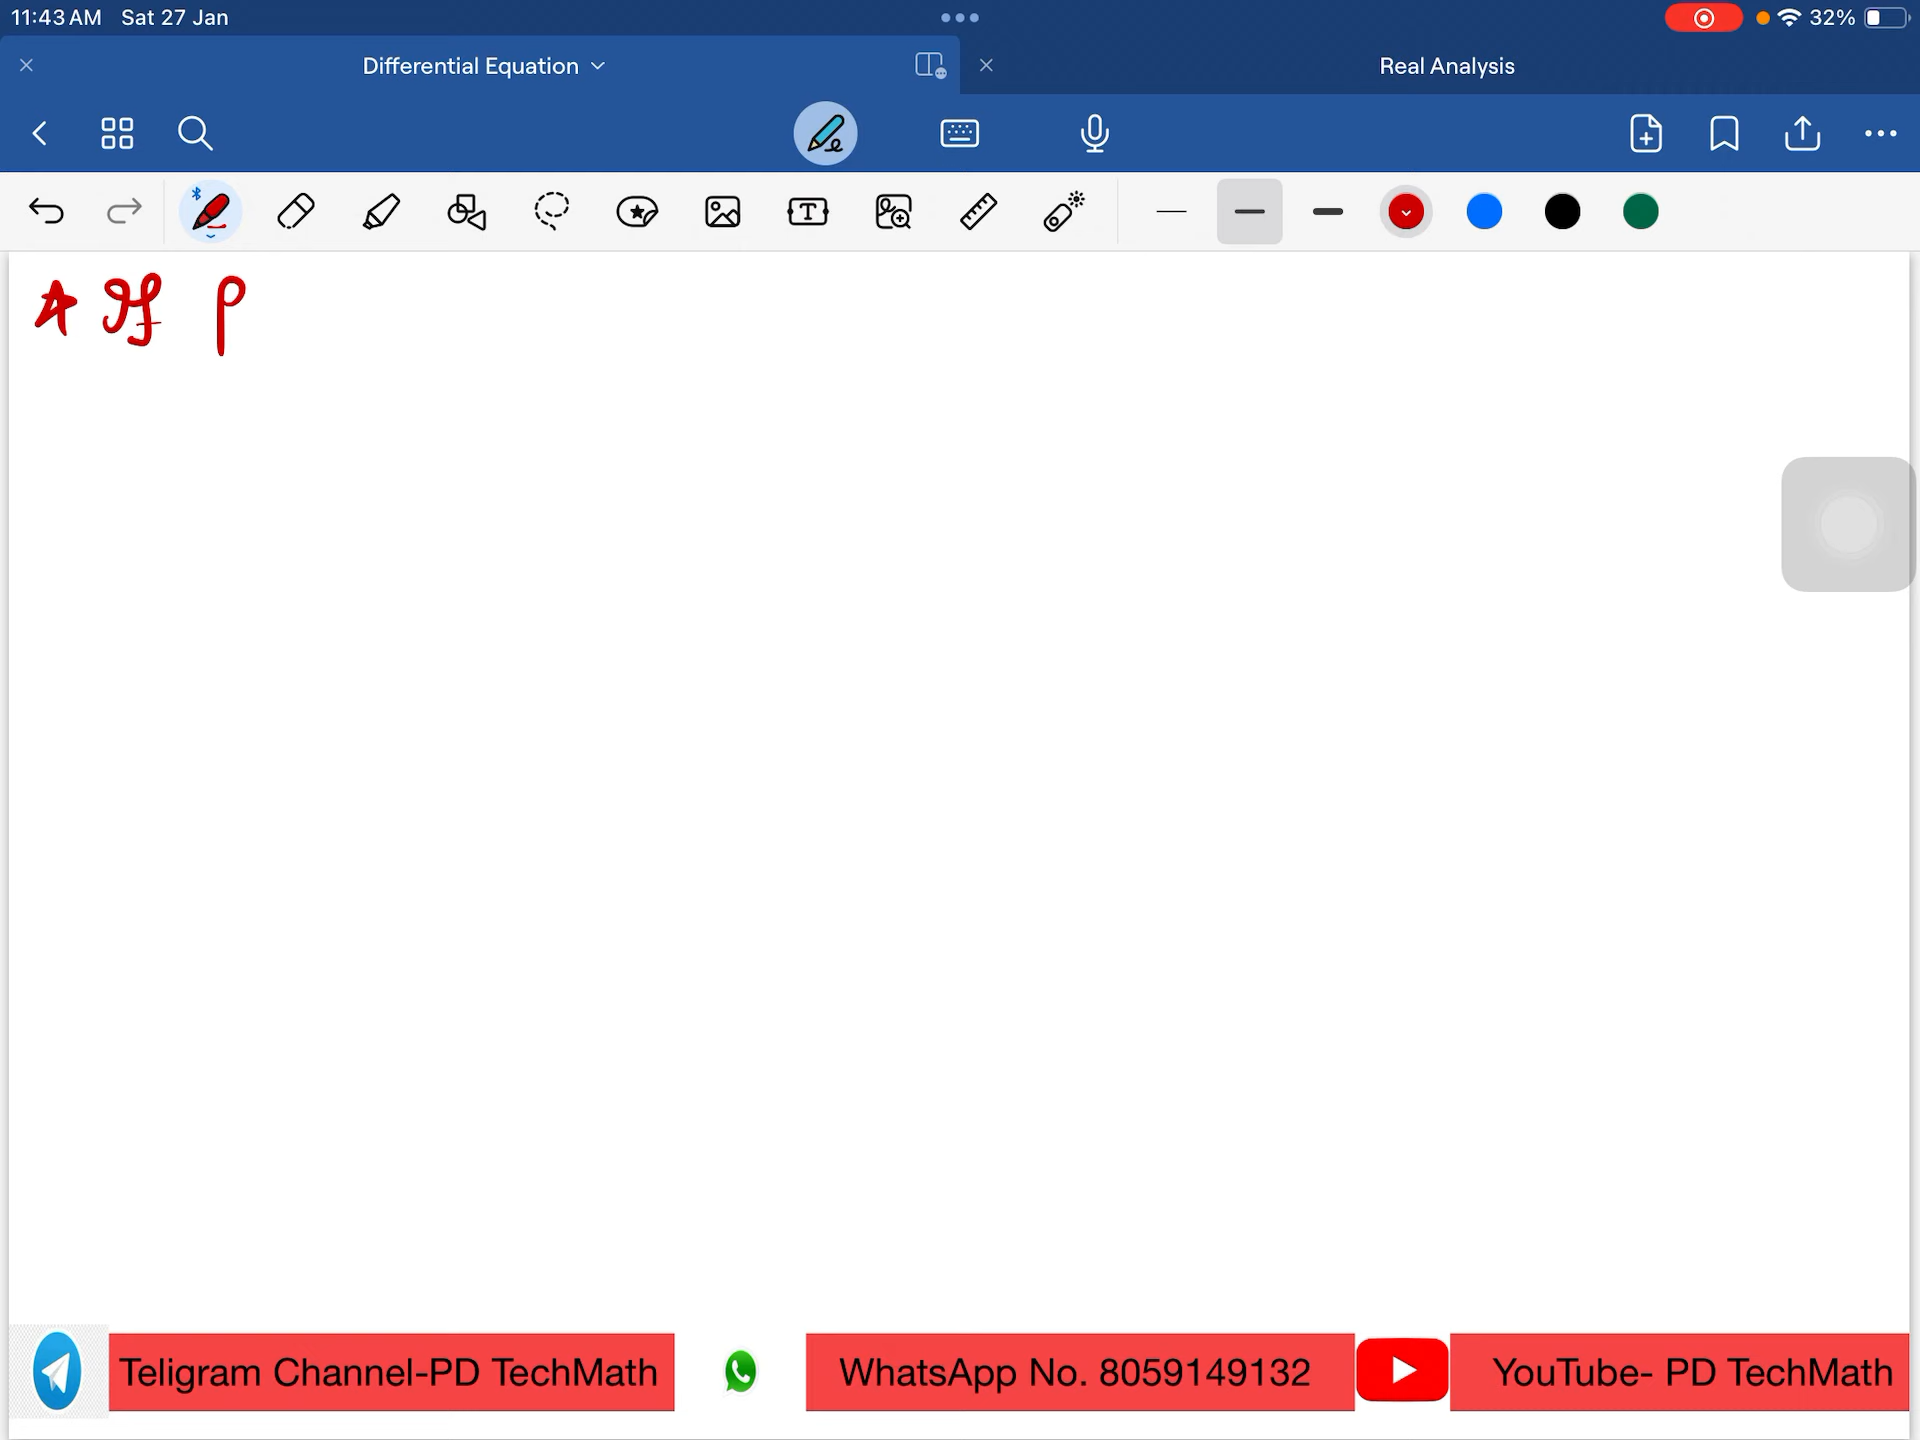 11:43 AM Sat 27 Jan 32%
Differential Equation Real Analysis
If p
Teligram Channel-PD TechMath WhatsApp No. 8059149132 YouTube- PD TechMath